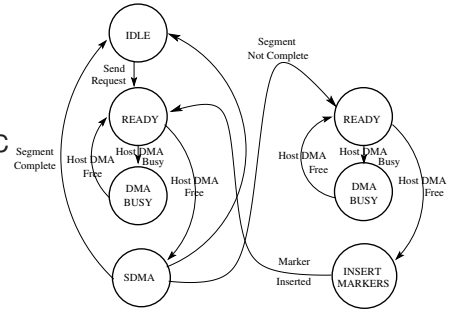 IDLE
Send
Request
READY
Host DMA
Busy
Host DMA
Free
DMA
BUSY
Host DMA
Free
C
Segment
Complete
SDMA
Segment
Not Complete
READY
Host DMA
Busy
Host DMA
Free
DMA
BUSY
Host DMA
Free
Marker
Inserted
INSERT
MARKERS